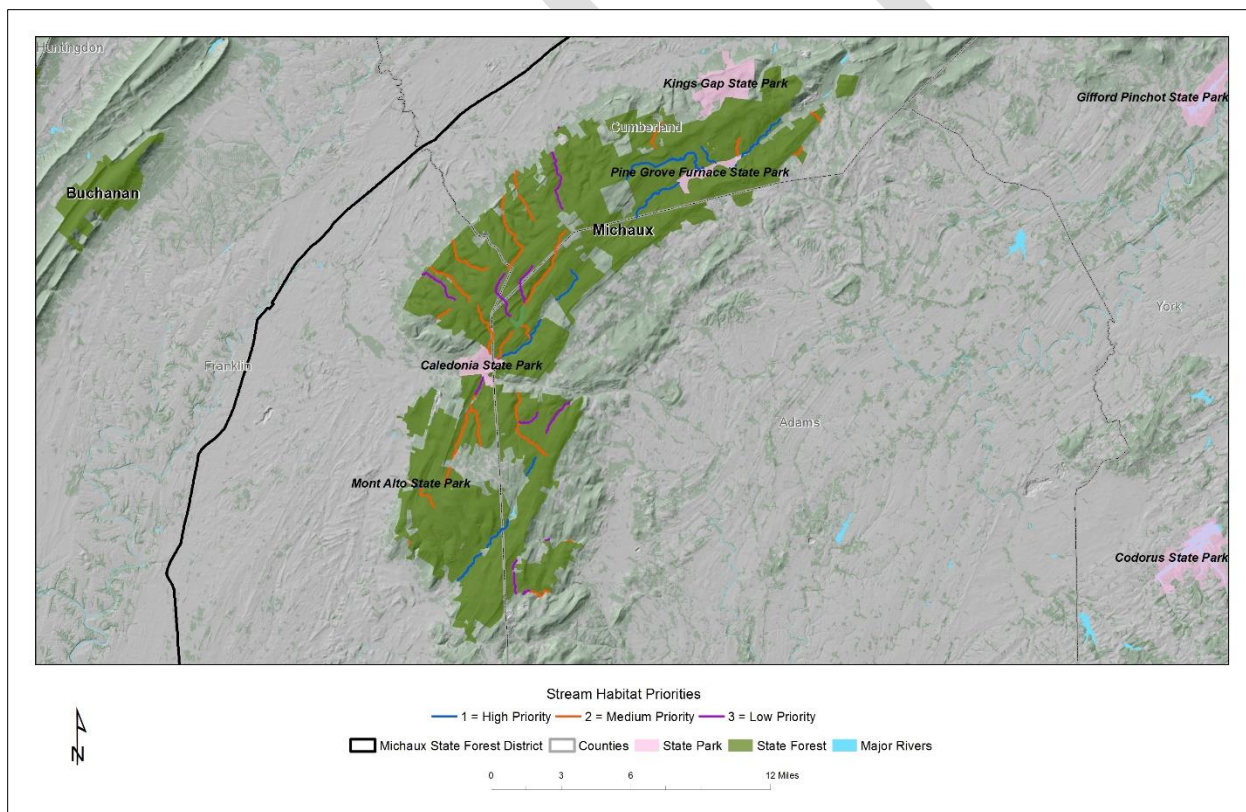 Huntingdon
Kings Gap State Park
Gifford Pinchot State Park
Cumberland
Pine Grove Furnace State Park
Buchanan
Michaux
York
Franklin
Caledonia State Park
Adams
Mont Alto State Park
Codorus State Park
Stream Habitat Priorities
1 = High Priority 2 = Medium Priority 3 = Low Priority
Michaux State Forest District Counties State Park State Forest Major Rivers
N
0 3 6 12 Miles